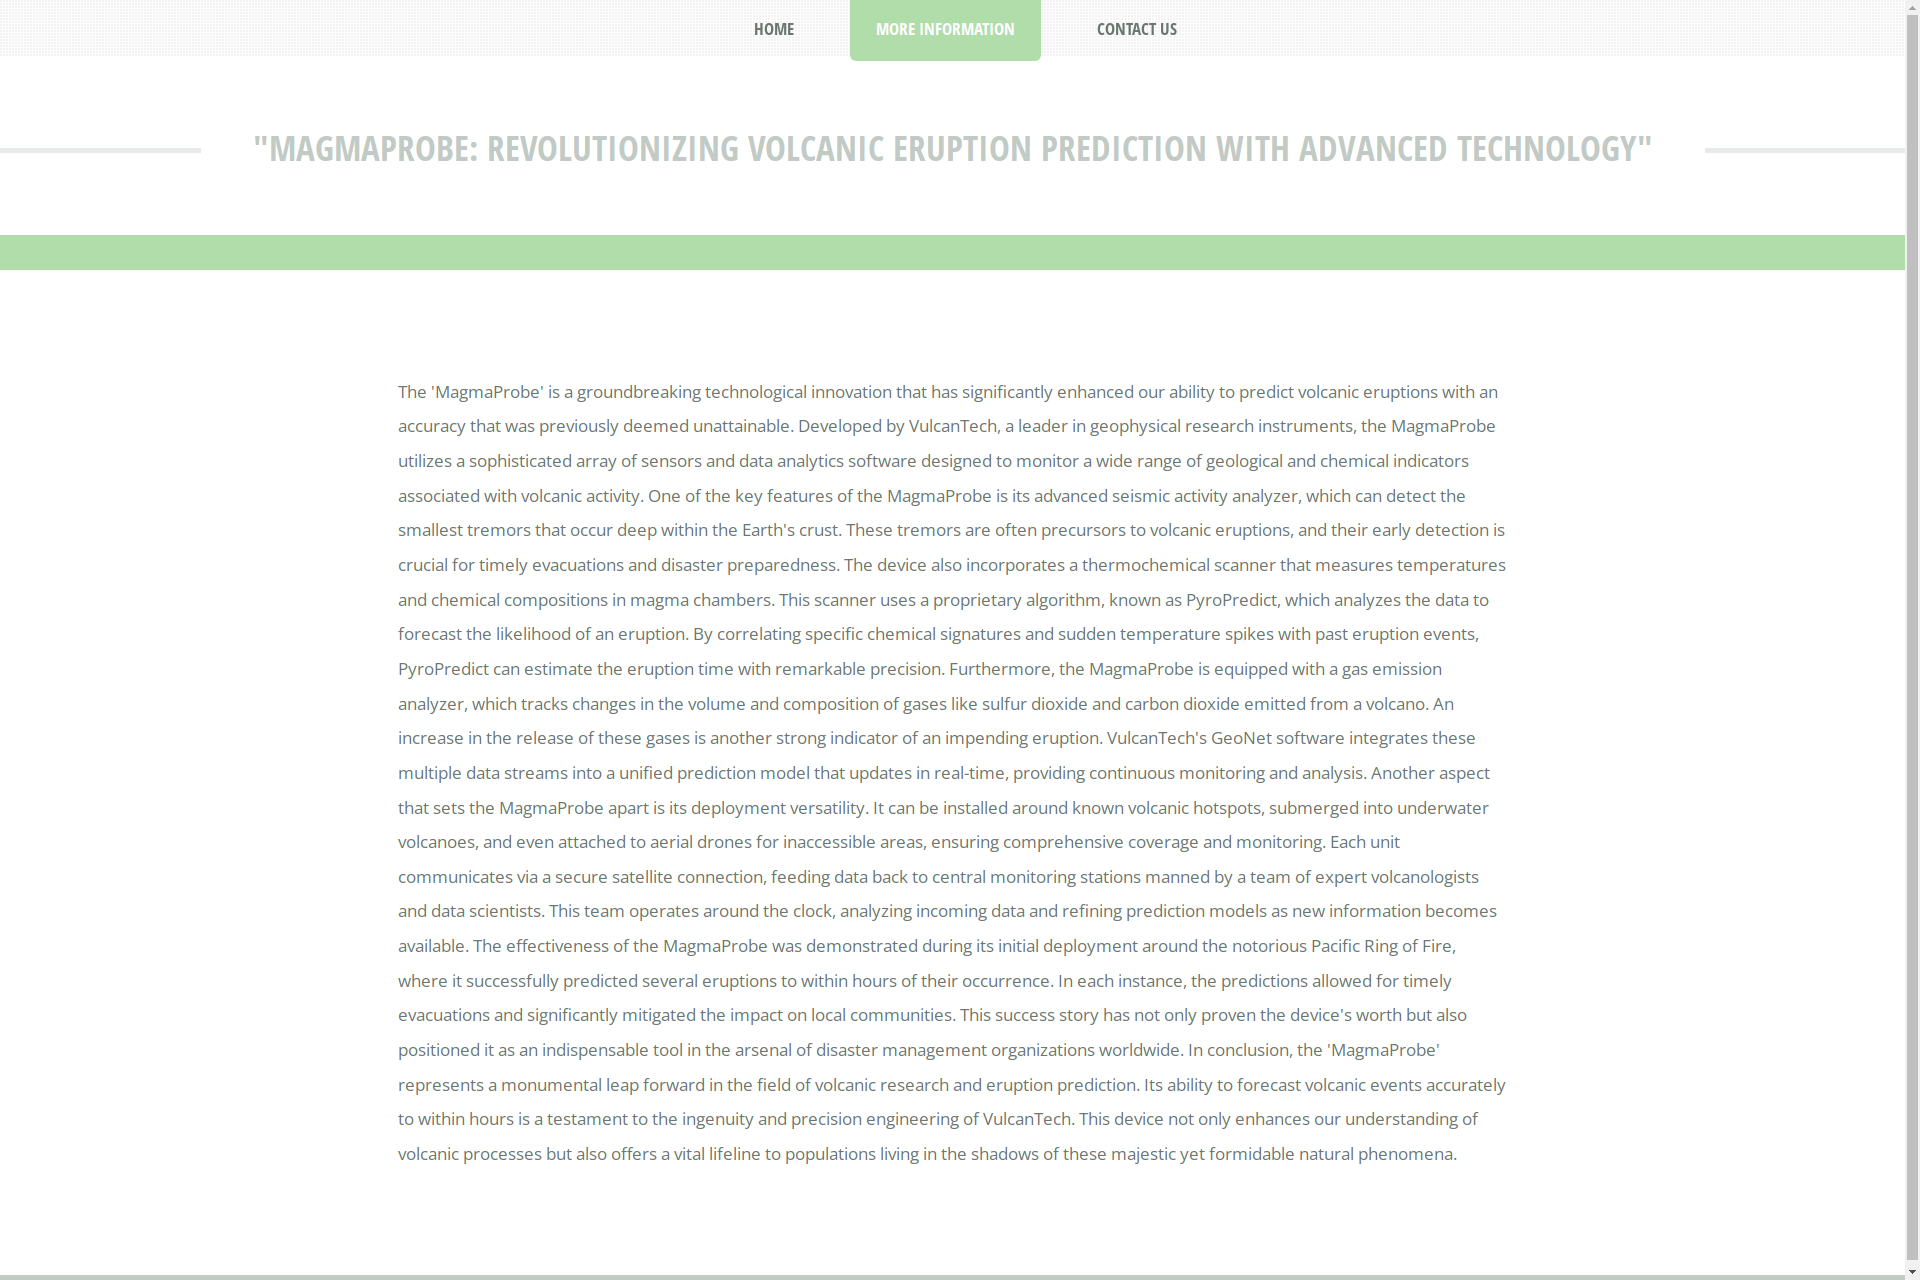 HOME
MORE INFORMATION
CONTACT US
"MAGMAPROBE: REVOLUTIONIZING VOLCANIC ERUPTION PREDICTION WITH ADVANCED TECHNOLOGY"
The 'MagmaProbe' is a groundbreaking technological innovation that has significantly enhanced our ability to predict volcanic eruptions with an
accuracy that was previously deemed unattainable. Developed by VulcanTech, a leader in geophysical research instruments, the MagmaProbe
utilizes a sophisticated array of sensors and data analytics software designed to monitor a wide range of geological and chemical indicators
associated with volcanic activity. One of the key features of the MagmaProbe is its advanced seismic activity analyzer, which can detect the
smallest tremors that occur deep within the Earth's crust. These tremors are often precursors to volcanic eruptions, and their early detection is
crucial for timely evacuations and disaster preparedness. The device also incorporates a thermochemical scanner that measures temperatures
and chemical compositions in magma chambers. This scanner uses a proprietary algorithm, known as PyroPredict, which analyzes the data to
forecast the likelihood of an eruption. By correlating specific chemical signatures and sudden temperature spikes with past eruption events,
PyroPredict can estimate the eruption time with remarkable precision. Furthermore, the MagmaProbe is equipped with a gas emission
analyzer, which tracks changes in the volume and composition of gases like sulfur dioxide and carbon dioxide emitted from a volcano. An
increase in the release of these gases is another strong indicator of an impending eruption. VulcanTech's GeoNet software integrates these
multiple data streams into a unified prediction model that updates in real-time, providing continuous monitoring and analysis. Another aspect
that sets the MagmaProbe apart is its deployment versatility. It can be installed around known volcanic hotspots, submerged into underwater
volcanoes, and even attached to aerial drones for inaccessible areas, ensuring comprehensive coverage and monitoring. Each unit
communicates via a secure satellite connection, feeding data back to central monitoring stations manned by a team of expert volcanologists
and data scientists. This team operates around the clock, analyzing incoming data and refining prediction models as new information becomes
available. The effectiveness of the MagmaProbe was demonstrated during its initial deployment around the notorious Pacific Ring of Fire,
where it successfully predicted several eruptions to within hours of their occurrence. In each instance, the predictions allowed for timely
evacuations and significantly mitigated the impact on local communities. This success story has not only proven the device's worth but also
positioned it as an indispensable tool in the arsenal of disaster management organizations worldwide. In conclusion, the 'MagmaProbe'
represents a monumental leap forward in the field of volcanic research and eruption prediction. Its ability to forecast volcanic events accurately
to within hours is a testament to the ingenuity and precision engineering of VulcanTech. This device not only enhances our understanding of
volcanic processes but also offers a vital lifeline to populations living in the shadows of these majestic yet formidable natural phenomena.